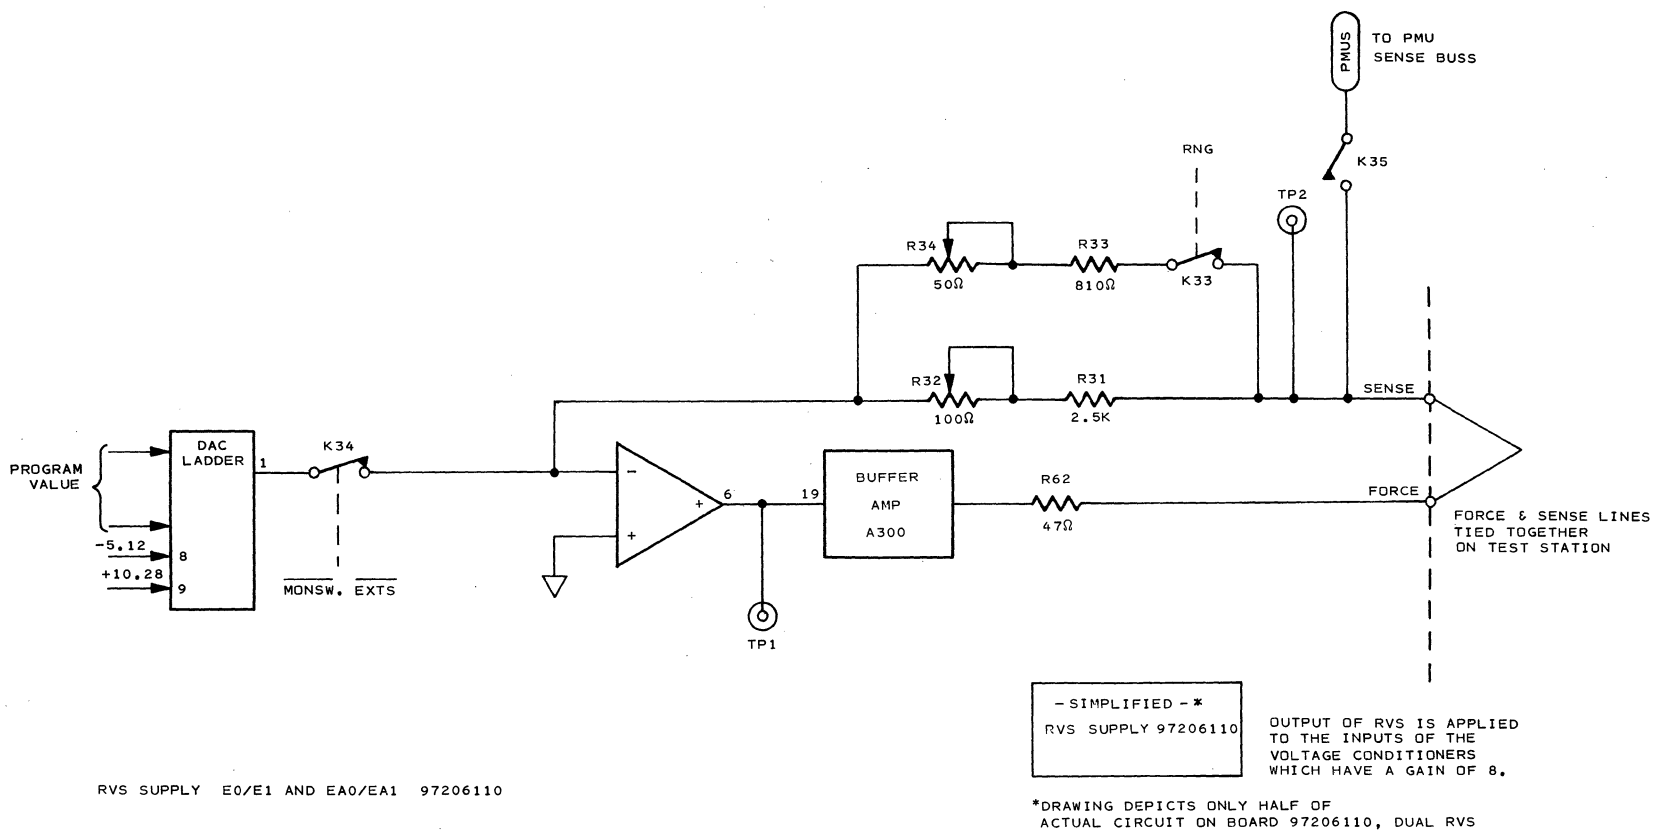 PMUS
TO PMU
SENSE BUSS
K35
RNG
TP2
R34
50Ω
R33
810Ω
K33
R32
100Ω
R31
2.5K
SENSE
PROGRAM
VALUE
DAC
LADDER
1
K34
-5.12
8
+10.28
9
MONSW. EXTS
-
+
+
6
19
TP1
BUFFER
AMP
A300
R62
47Ω
FORCE
FORCE & SENSE LINES
TIED TOGETHER
ON TEST STATION
-SIMPLIFIED-*
RVS SUPPLY 97206110
OUTPUT OF RVS IS APPLIED
TO THE INPUTS OF THE
VOLTAGE CONDITIONERS
WHICH HAVE A GAIN OF 8.
RVS SUPPLY E0/E1 AND EA0/EA1 97206110
*DRAWING DEPICTS ONLY HALF OF
ACTUAL CIRCUIT ON BOARD 97206110, DUAL RVS